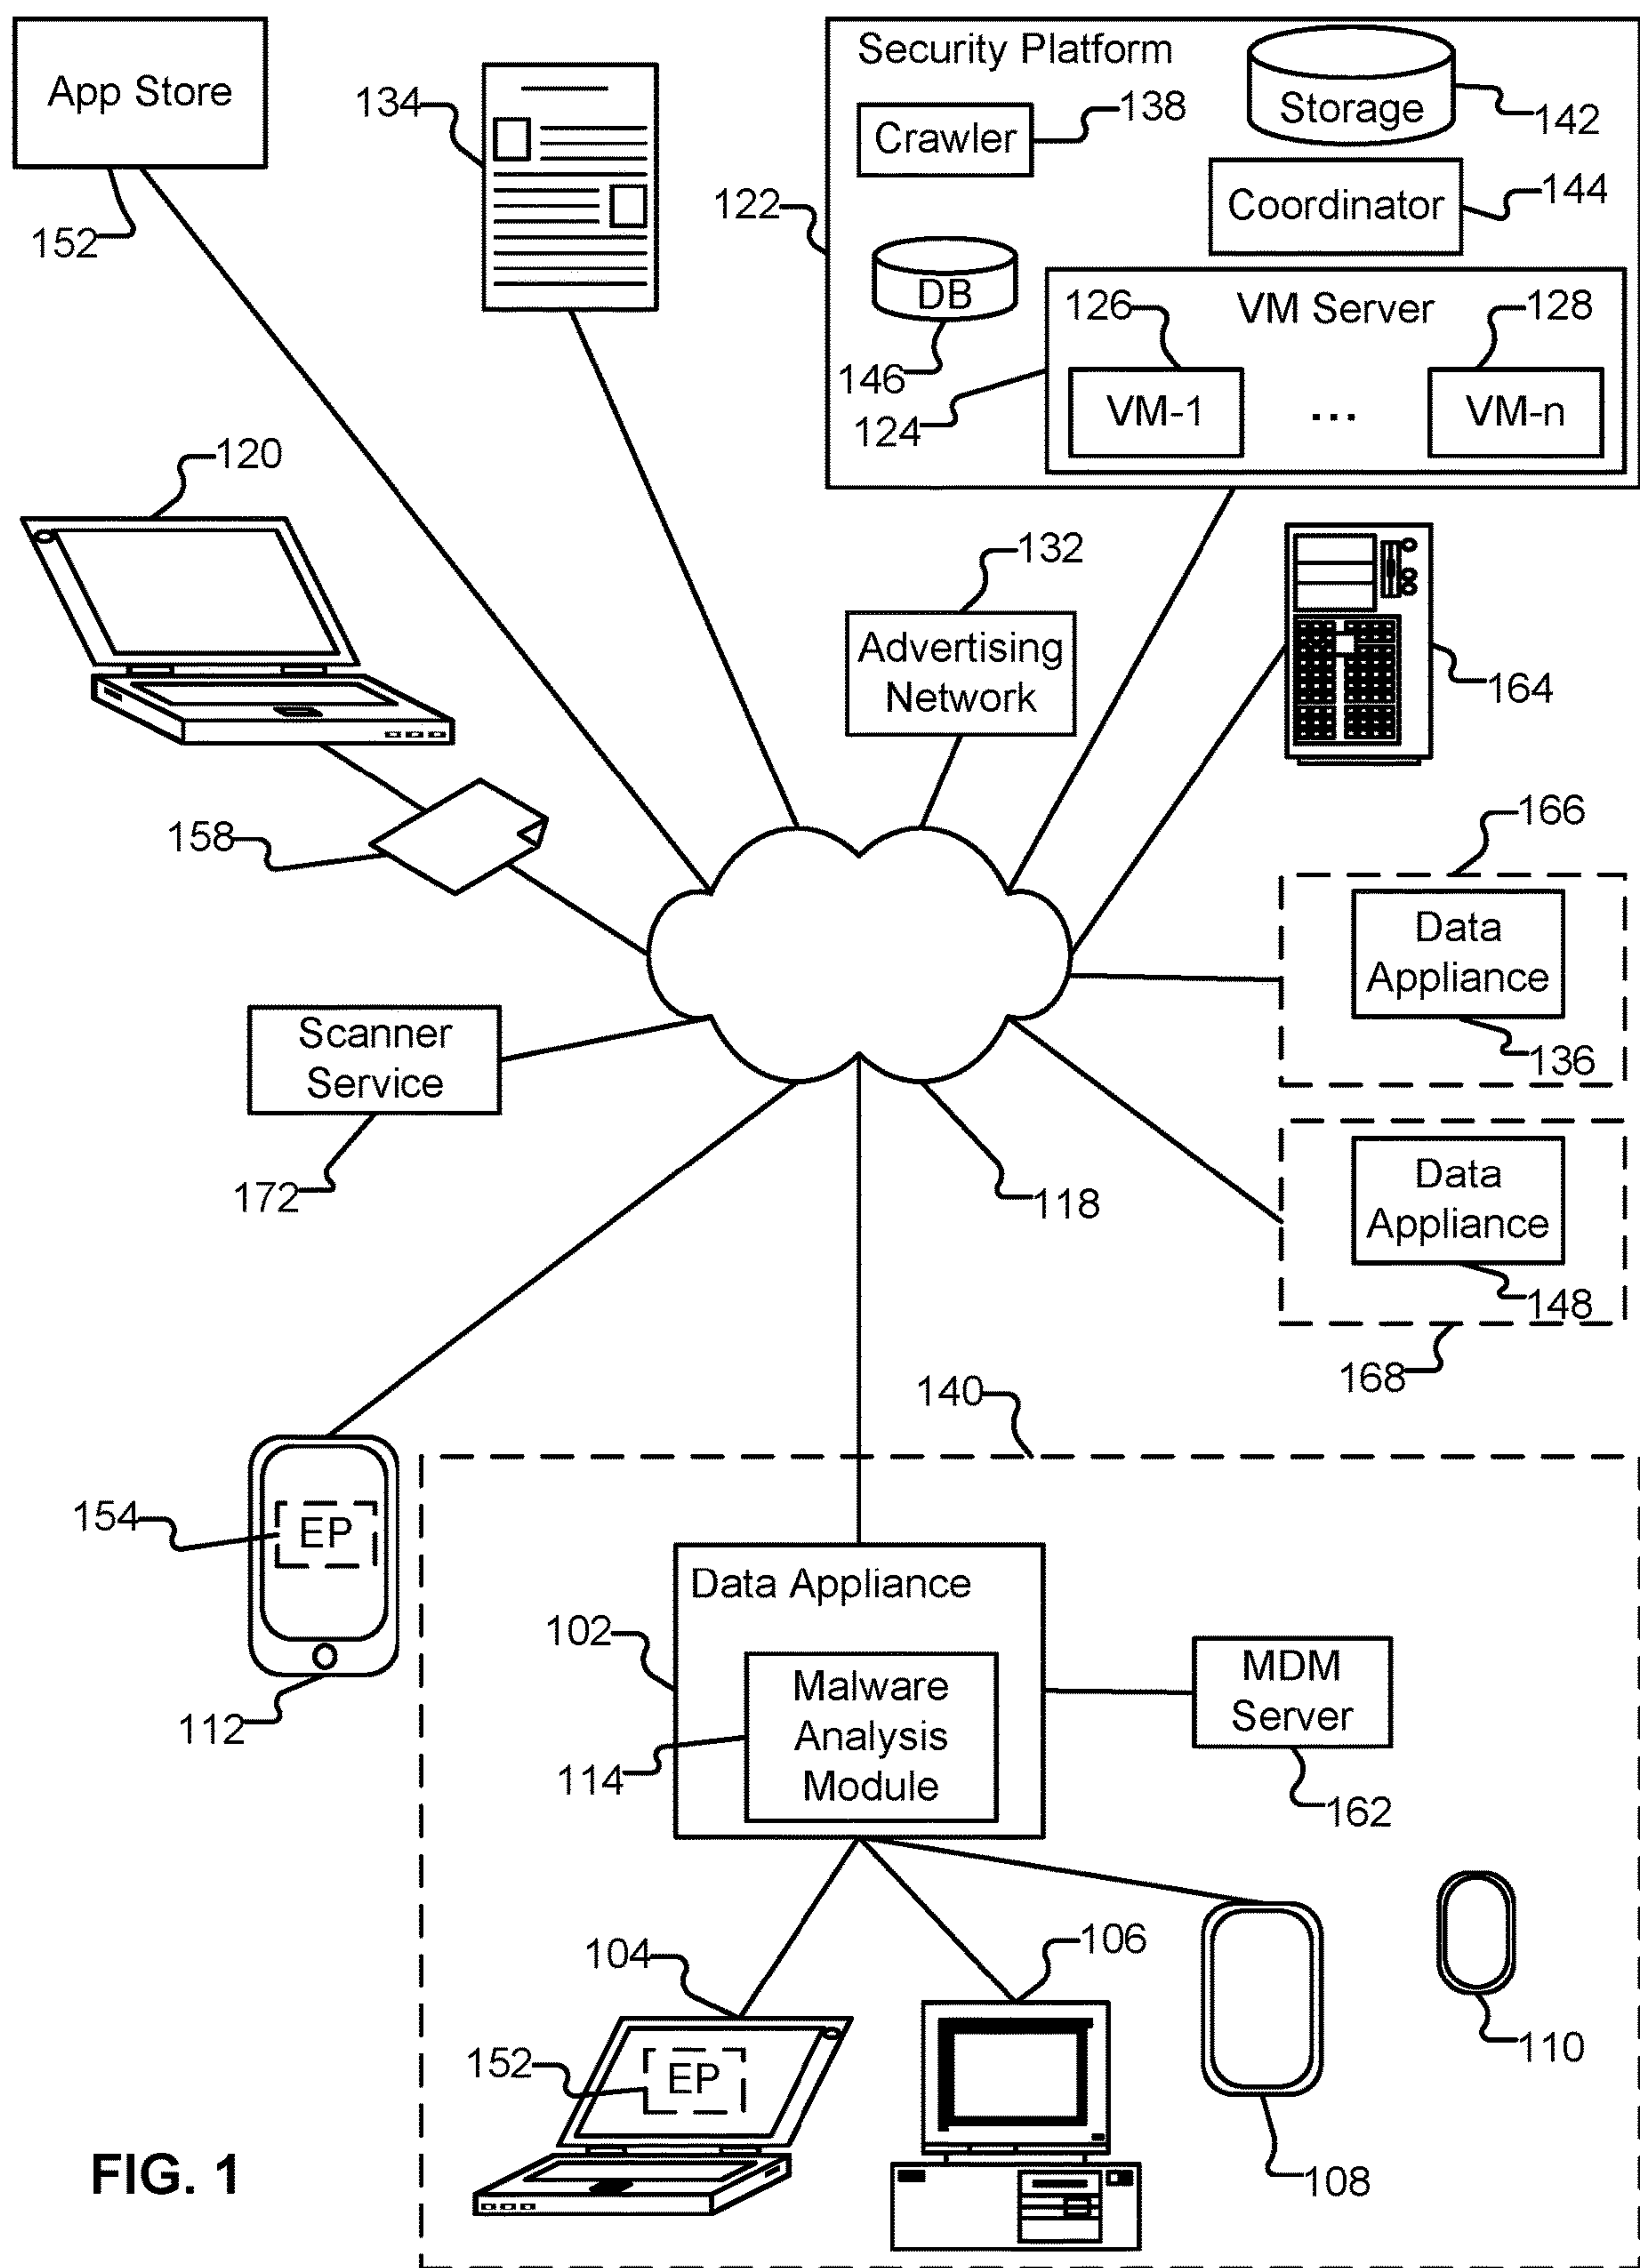 App Store
152
134
Security Platform
Crawler
138
Storage
142
Coordinator
144
122
DB
146
VM Server
126
128
VM-1
...
VM-n
124
120
132
Advertising
Network
164
158
166
Data
Appliance
136
Scanner
Service
172
118
Data
Appliance
148
168
140
154
EP
112
Data Appliance
102
Malware
Analysis
Module
114
MDM
Server
162
104
106
152
EP
110
108
FIG. 1